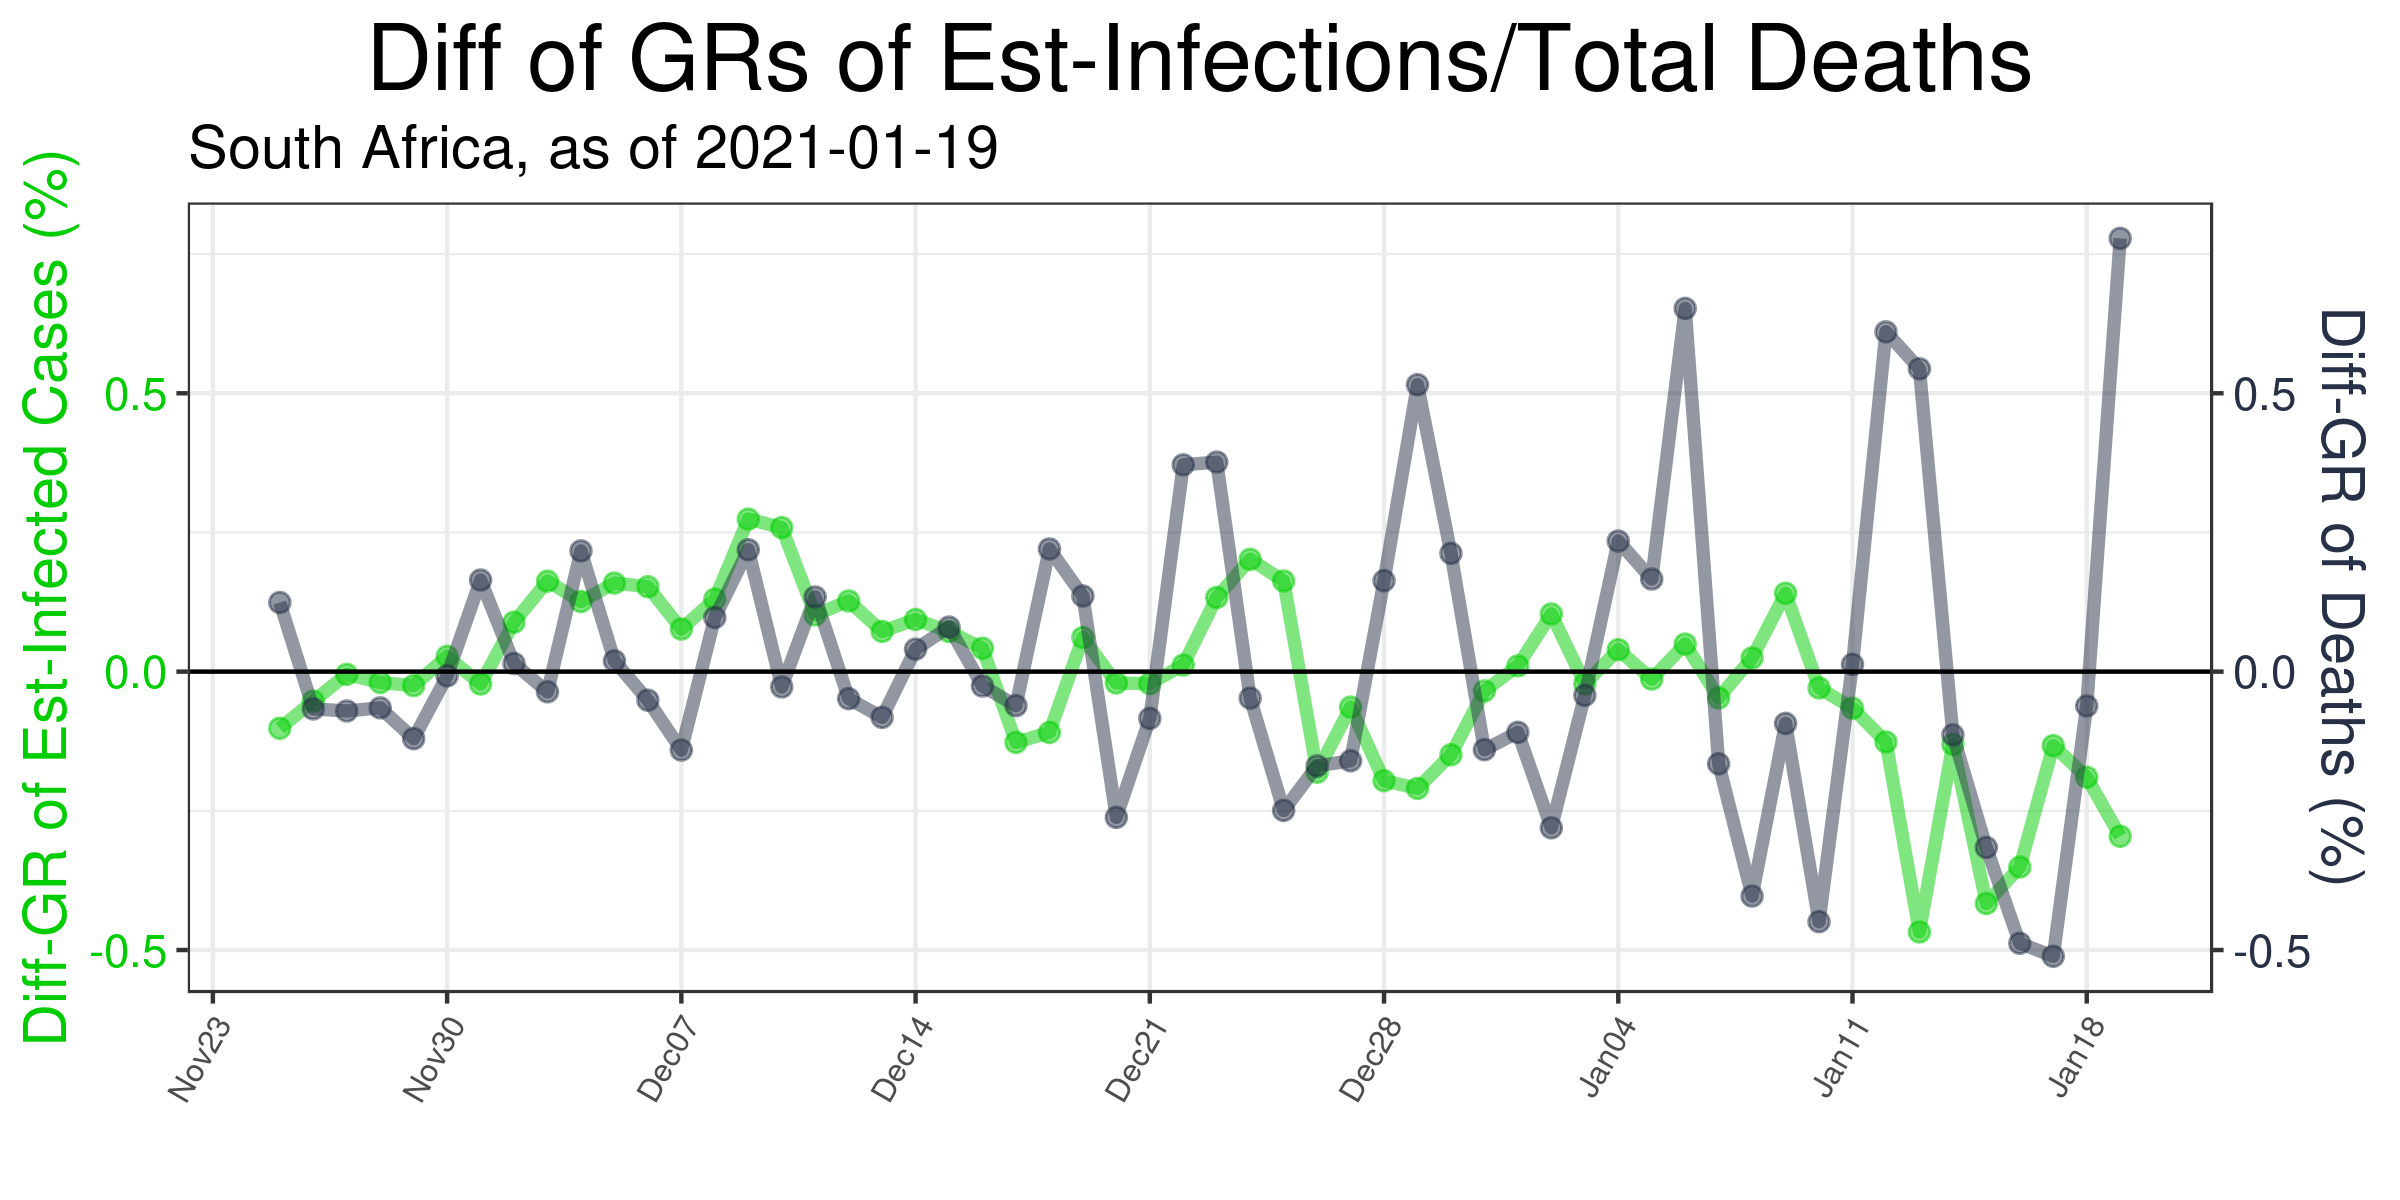 Diff of GRs of Est-Infections/Total Deaths
South Africa, as of 2021-01-19
Diff-GR of Est-Infected Cases (%)
0.5
0.0
-0.5
0.5
0.0
-0.5
Diff-GR of Deaths (%)
Nov23
Nov30
Dec07
Dec14
Dec21
Dec28
Jan04
Jan11
Jan18